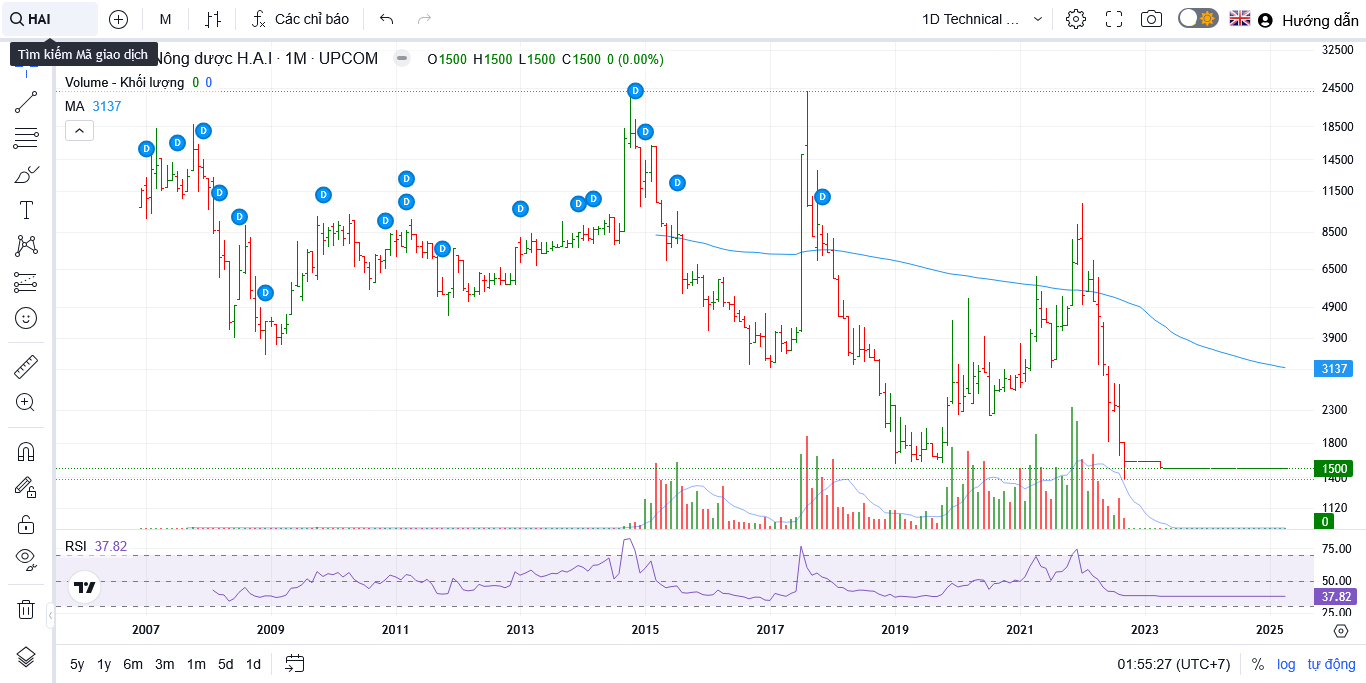 HAI
M
Các chỉ báo
1D Technical ...
Hướng dẫn
Tìm kiếm Mã giao dịch
Nông dược H.A.I · 1M · UPCOM
O1500 H1500 L1500 C1500 0 (0.00%)
Volume - Khối lượng 0 0
MA 3137
D D D D D D D D D D D D D D D D D D D
32500
24500
18500
14500
11500
8500
6500
4900
3900
3137
2300
1800
1500
1400
1120
0
RSI 37.82
75.00
50.00
37.82
25.00
2007 2009 2011 2013 2015 2017 2019 2021 2023 2025
5y 1y 6m 3m 1m 5d 1d
01:55:27 (UTC+7) % log tự động